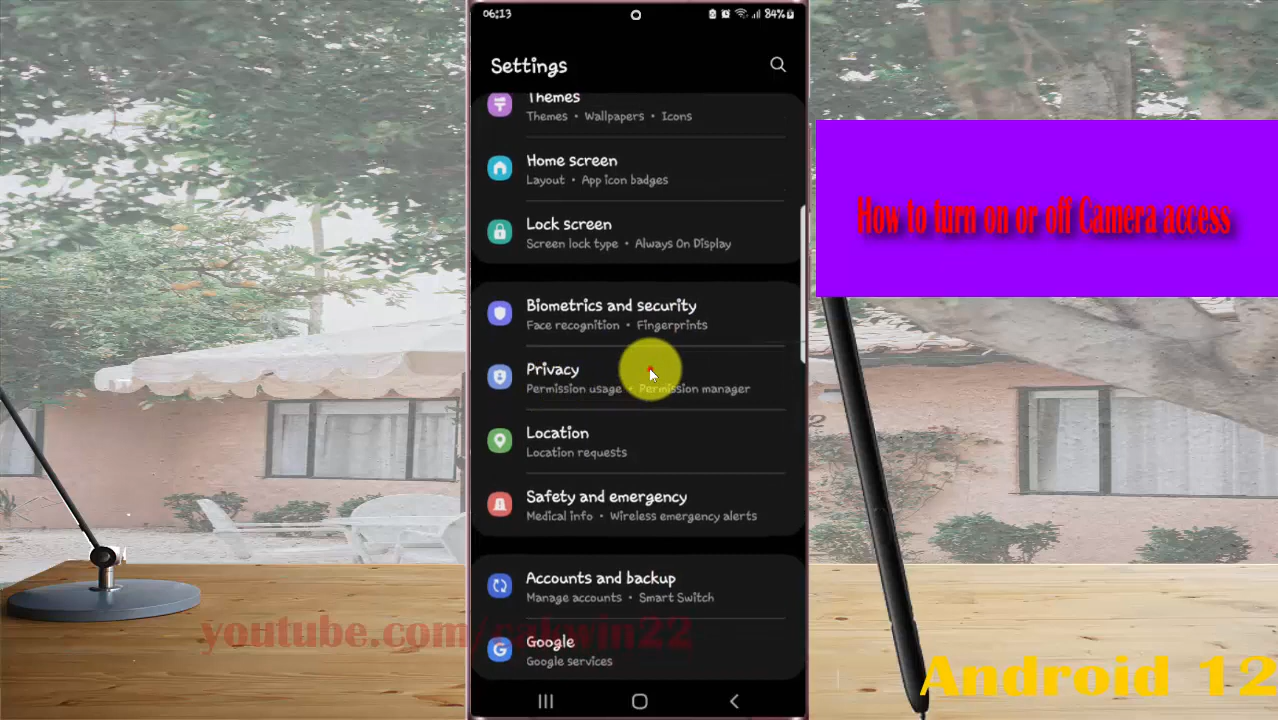 06:13
84%
Settings
Themes
Themes • Wallpapers • Icons
Home screen
Layout • App icon badges
Lock screen
Screen lock type • Always On Display
Biometrics and security
Face recognition • Fingerprints
Privacy
Permission usage • Permission manager
Location
Location requests
Safety and emergency
Medical info • Wireless emergency alerts
Accounts and backup
Manage accounts • Smart Switch
Google
Google services
How to turn on or off Camera access
youtube.com/rakwin22
Android 12